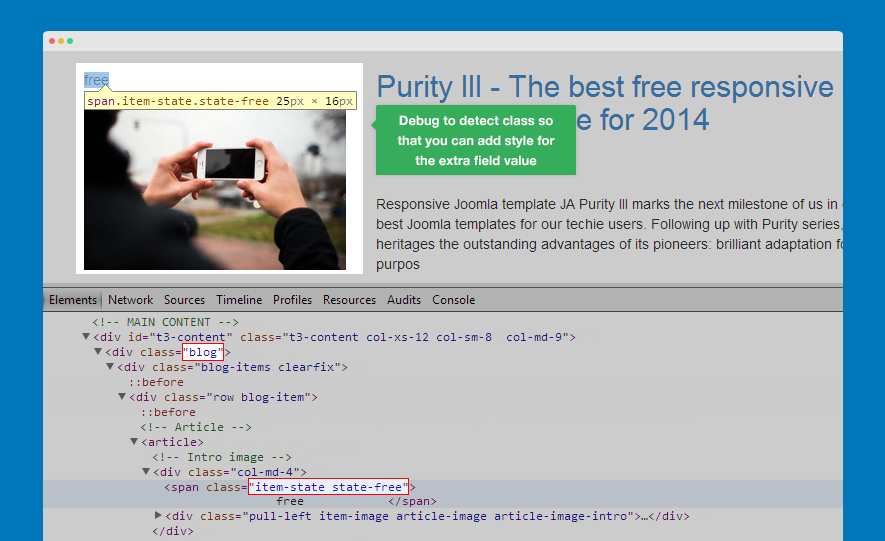 free
span.item-state.state-free 25px × 16px
Purity III - The best free responsive
e for 2014
Debug to detect class so
that you can add style for
the extra field value
Responsive Joomla template JA Purity III marks the next milestone of us in
best Joomla templates for our techie users. Following up with Purity series,
heritages the outstanding advantages of its pioneers: brilliant adaptation fo
purpos
Elements Network Sources Timeline Profiles Resources Audits Console
<!-- MAIN CONTENT -->
<div id="t3-content" class="t3-content col-xs-12 col-sm-8  col-md-9">
<div class="blog">
<div class="blog-items clearfix">
::before
<div class="row blog-item">
::before
<!-- Article -->
<article>
<!-- Intro image -->
<div class="col-md-4">
<span class="item-state state-free">
free </span>
<div class="pull-left item-image article-image article-image-intro">…</div>
</div>